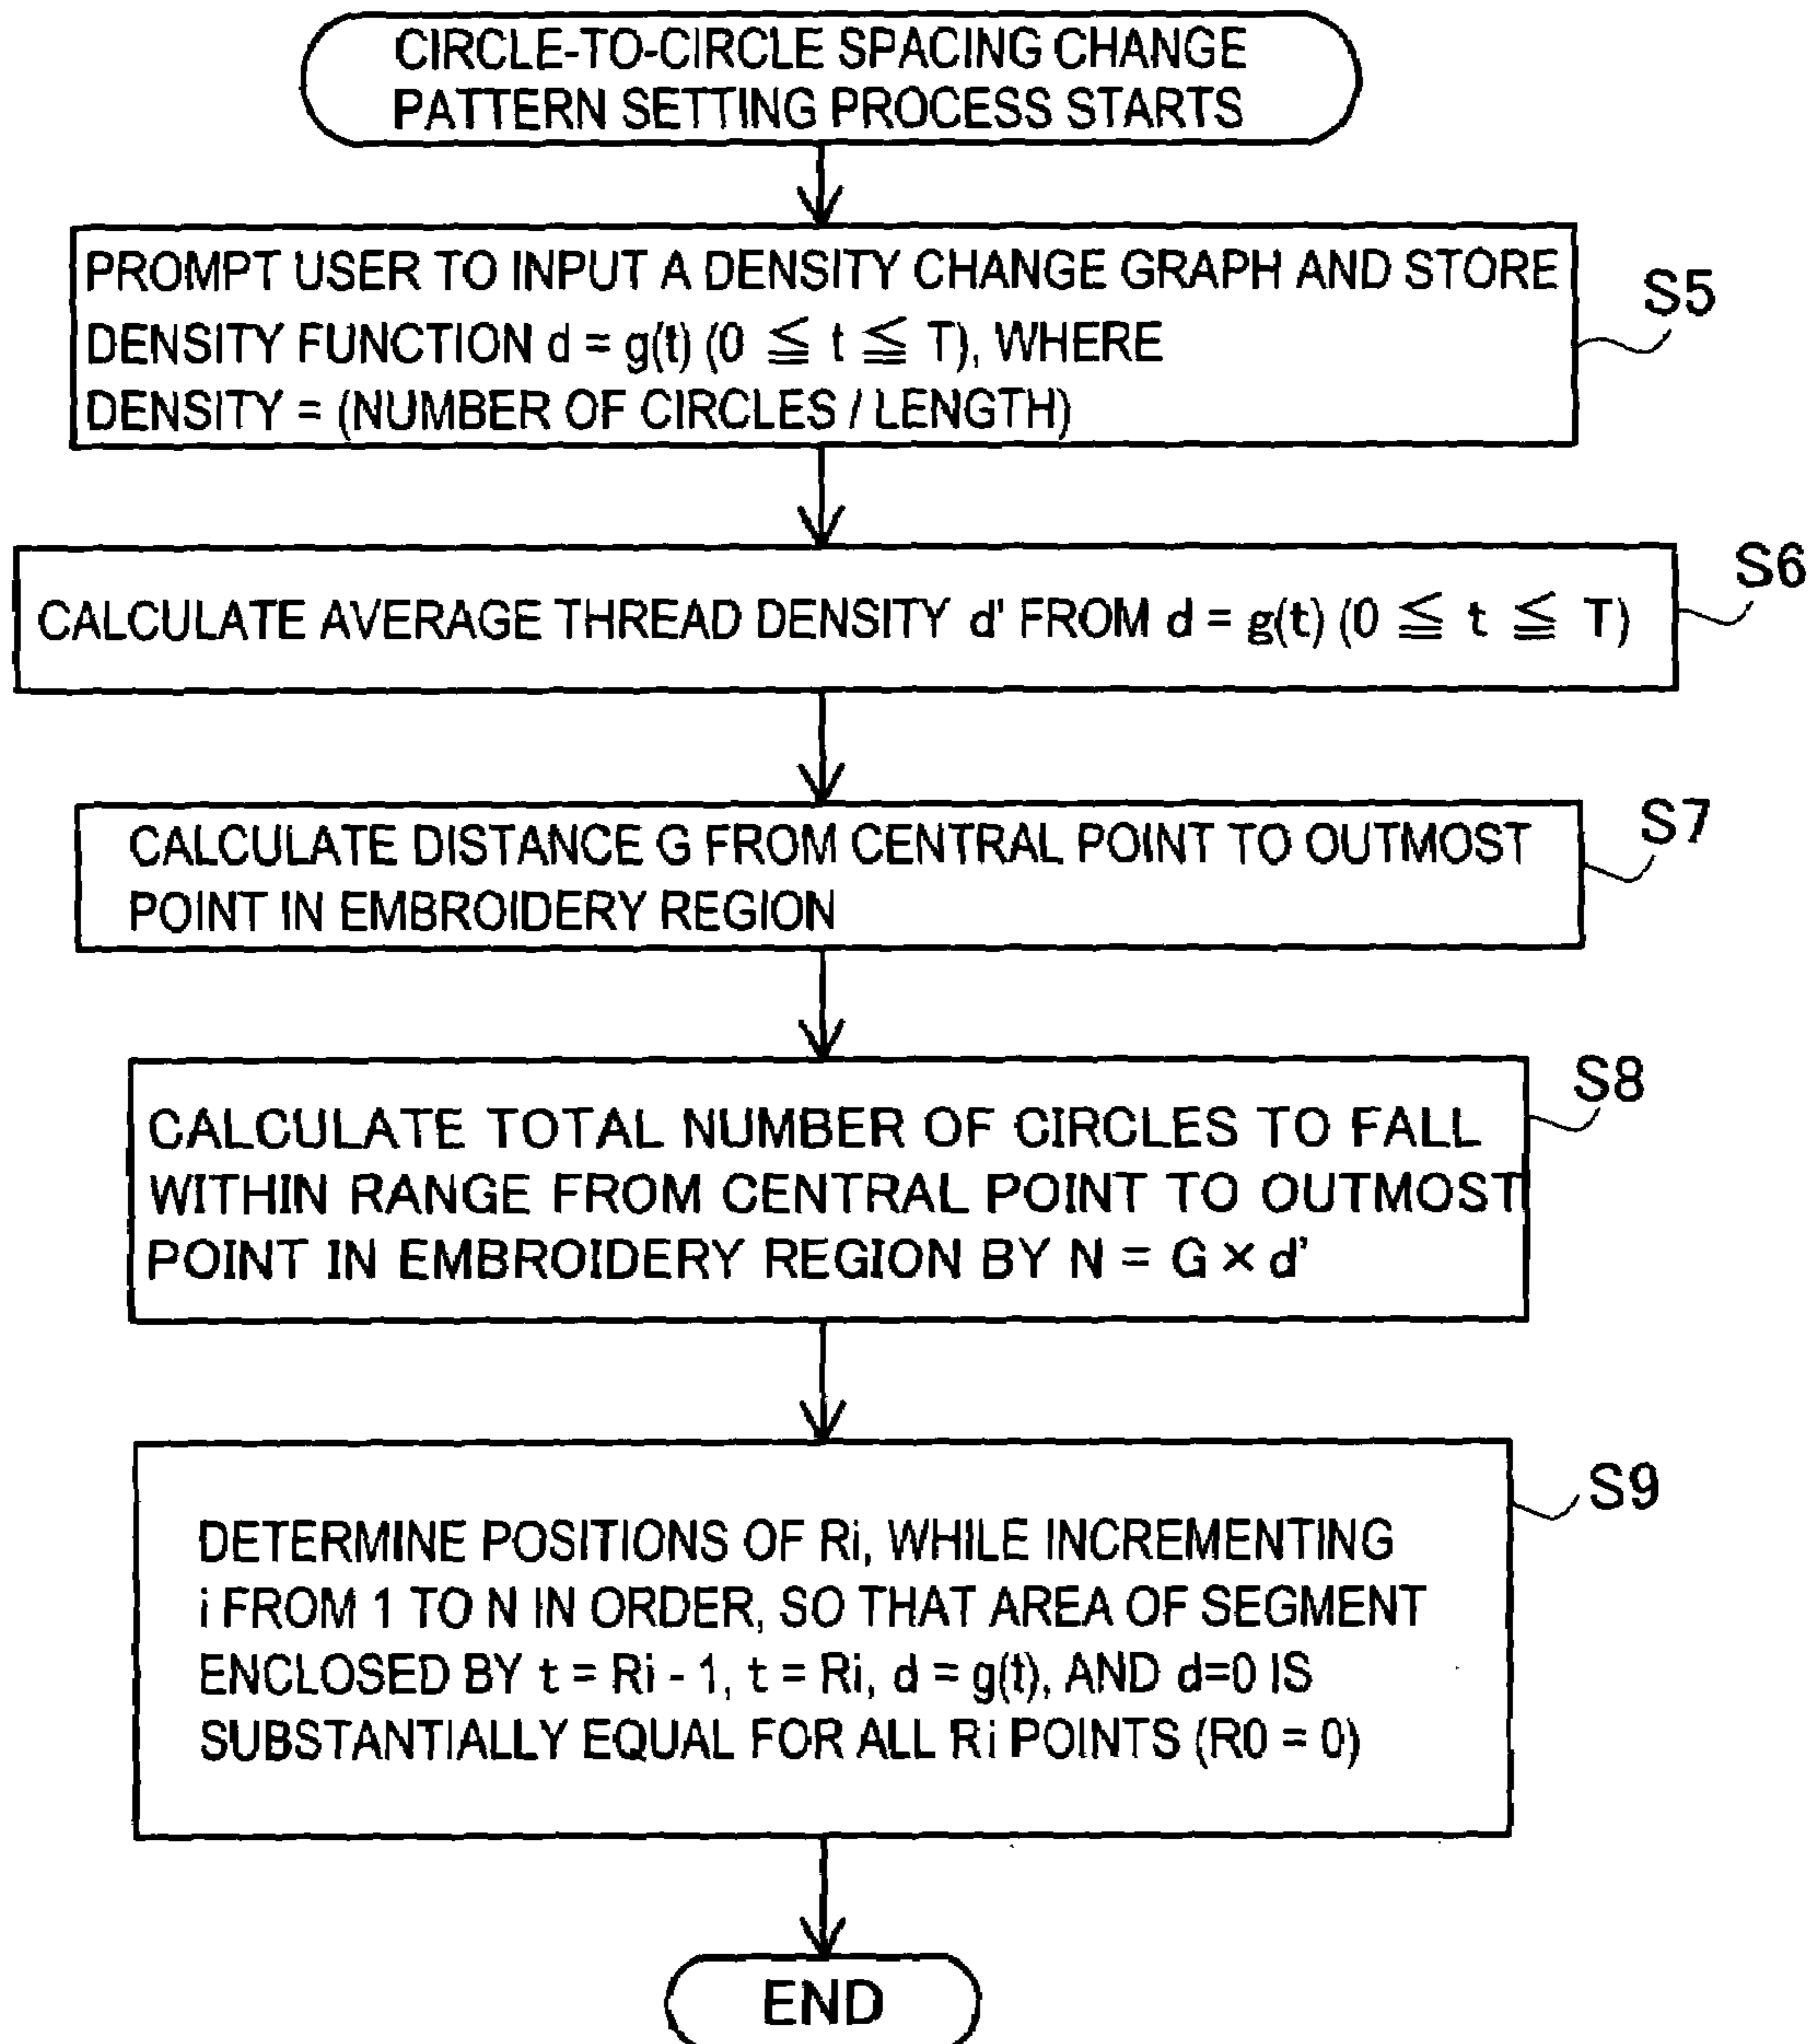 CIRCLE-TO-CIRCLE SPACING CHANGE
PATTERN SETTING PROCESS STARTS
PROMPT USER TO INPUT A DENSITY CHANGE GRAPH AND STORE
DENSITY FUNCTION d = g(t) (0 ≦ t ≦ T), WHERE
DENSITY = (NUMBER OF CIRCLES / LENGTH)
S5
CALCULATE AVERAGE THREAD DENSITY d' FROM d = g(t) (0 ≦ t ≦ T)
S6
CALCULATE DISTANCE G FROM CENTRAL POINT TO OUTMOST
POINT IN EMBROIDERY REGION
S7
CALCULATE TOTAL NUMBER OF CIRCLES TO FALL
WITHIN RANGE FROM CENTRAL POINT TO OUTMOST
POINT IN EMBROIDERY REGION BY N = G × d'
S8
DETERMINE POSITIONS OF Ri, WHILE INCREMENTING
i FROM 1 TO N IN ORDER, SO THAT AREA OF SEGMENT
ENCLOSED BY t = Ri - 1, t = Ri, d = g(t), AND d=0 IS
SUBSTANTIALLY EQUAL FOR ALL Ri POINTS (R0 = 0)
S9
END